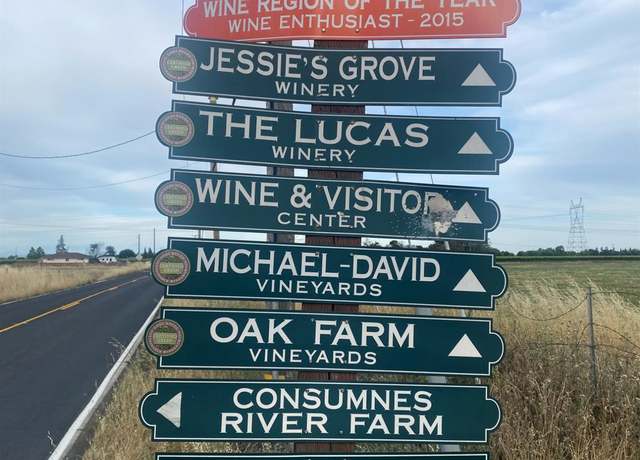 WINE REGION OF THE YEAR
WINE ENTHUSIAST - 2015
JESSIE'S GROVE
WINERY
THE LUCAS
WINERY
WINE & VISITOR
CENTER
MICHAEL-DAVID
VINEYARDS
OAK FARM
VINEYARDS
CONSUMNES
RIVER FARM